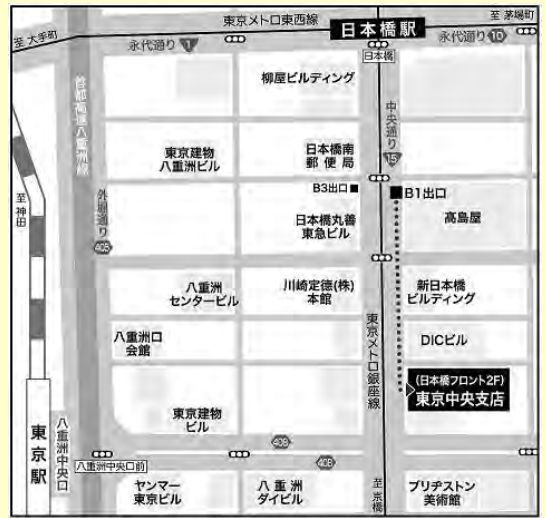 東京メトロ東西線
日本橋駅
至 茅場町
至 大手町
永代通り 1
永代通り 10
日本橋
柳屋ビルディング
首都高速八重洲線
中央通り
15
東京建物
八重洲ビル
日本橋南
郵便局
B3出口
B1出口
至 神田
外堀通り
405
日本橋丸善
東急ビル
高島屋
八重洲
センタービル
川崎定徳(株)
本館
新日本橋
ビルディング
八重洲口
会館
東京メトロ銀座線
DICビル
(日本橋フロント2F)
東京中央支店
東京建物
ビル
東京駅
八重洲中央口
408
八重洲中央口前
408
ヤンマー
東京ビル
八重洲
ダイビル
至 京橋
ブリヂストン
美術館